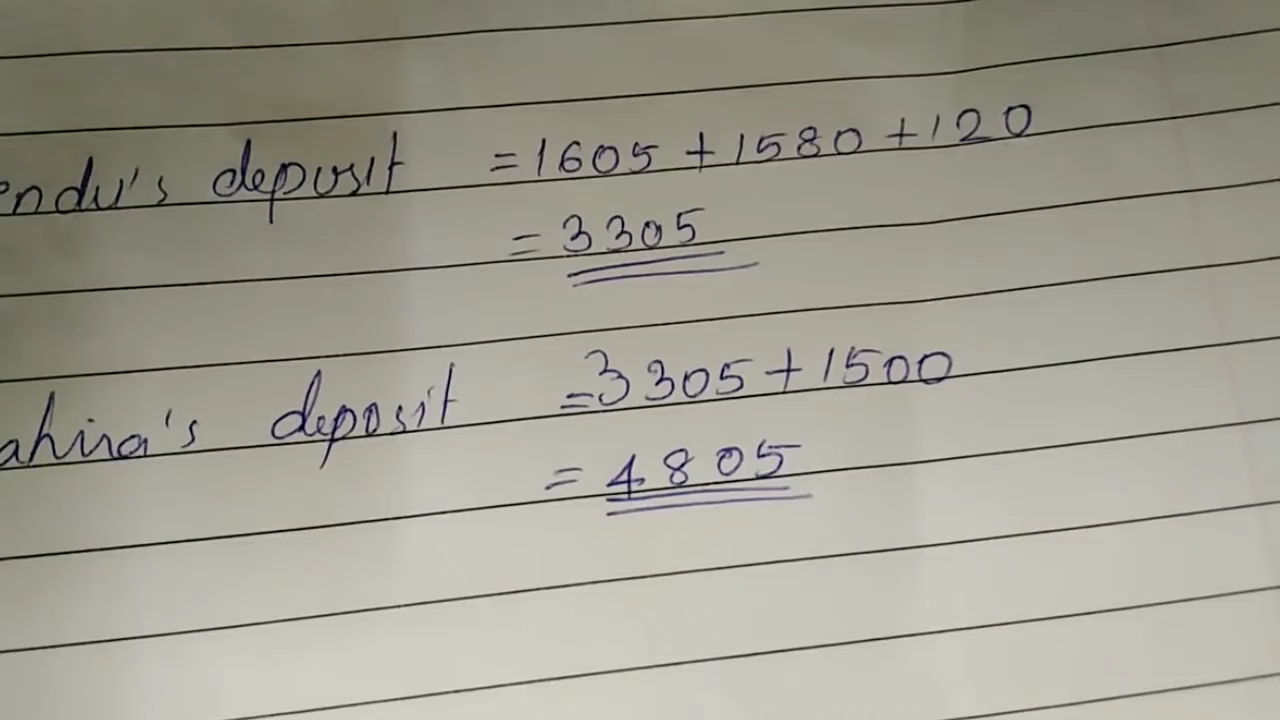 endu's deposit = 1605 + 1580 + 120
= 3305
ahira's deposit = 3305 + 1500
= 4805